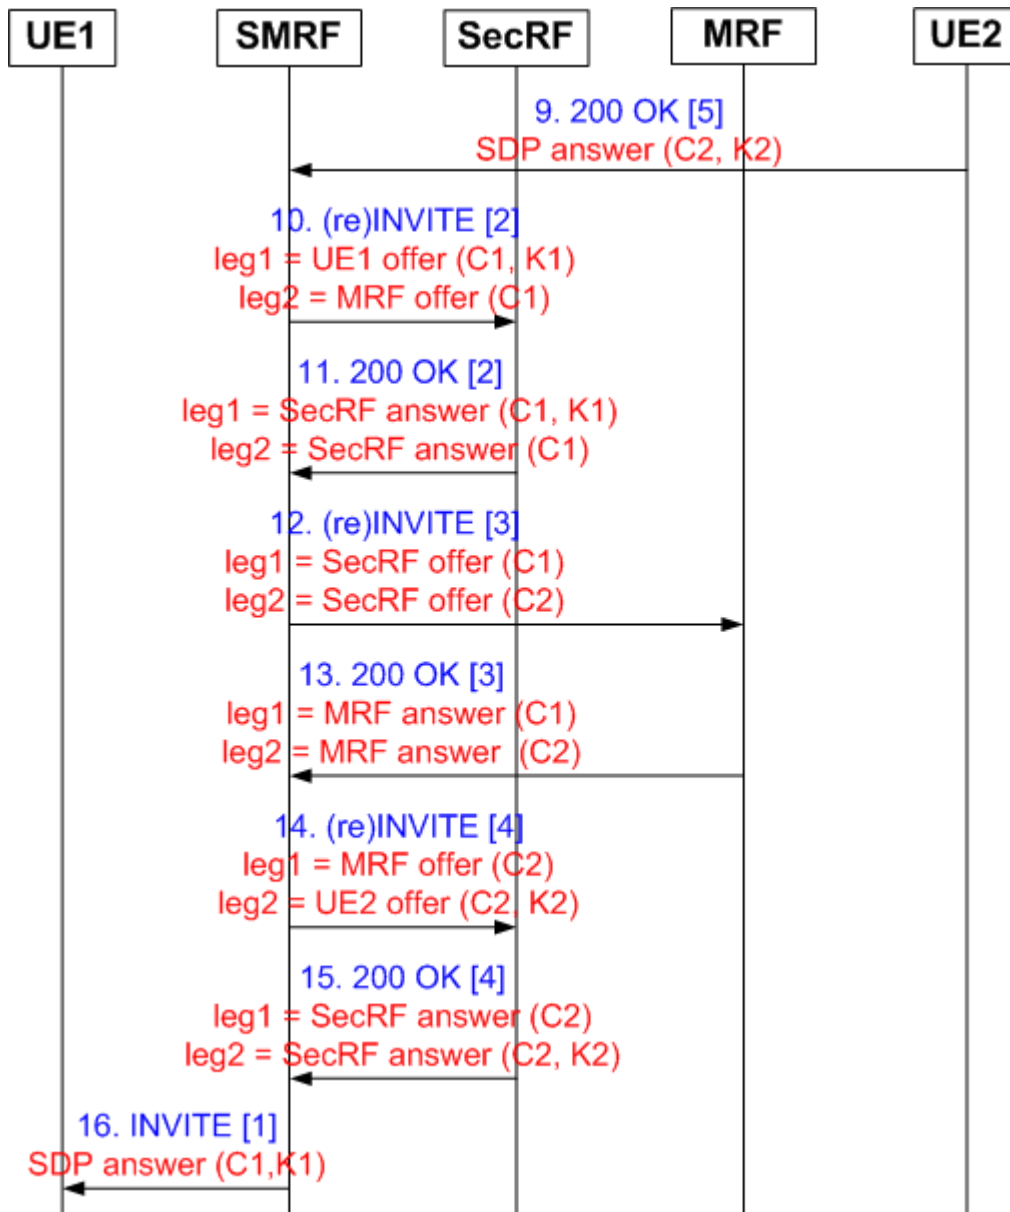 UE1 SMRF SecRF MRF UE2
9. 200 OK [5]
SDP answer (C2, K2)
10. (re)INVITE [2]
leg1 = UE1 offer (C1, K1)
leg2 = MRF offer (C1)
11. 200 OK [2]
leg1 = SecRF answer (C1, K1)
leg2 = SecRF answer (C1)
12. (re)INVITE [3]
leg1 = SecRF offer (C1)
leg2 = SecRF offer (C2)
13. 200 OK [3]
leg1 = MRF answer (C1)
leg2 = MRF answer (C2)
14. (re)INVITE [4]
leg1 = MRF offer (C2)
leg2 = UE2 offer (C2, K2)
15. 200 OK [4]
leg1 = SecRF answer (C2)
leg2 = SecRF answer (C2, K2)
16. INVITE [1]
SDP answer (C1,K1)